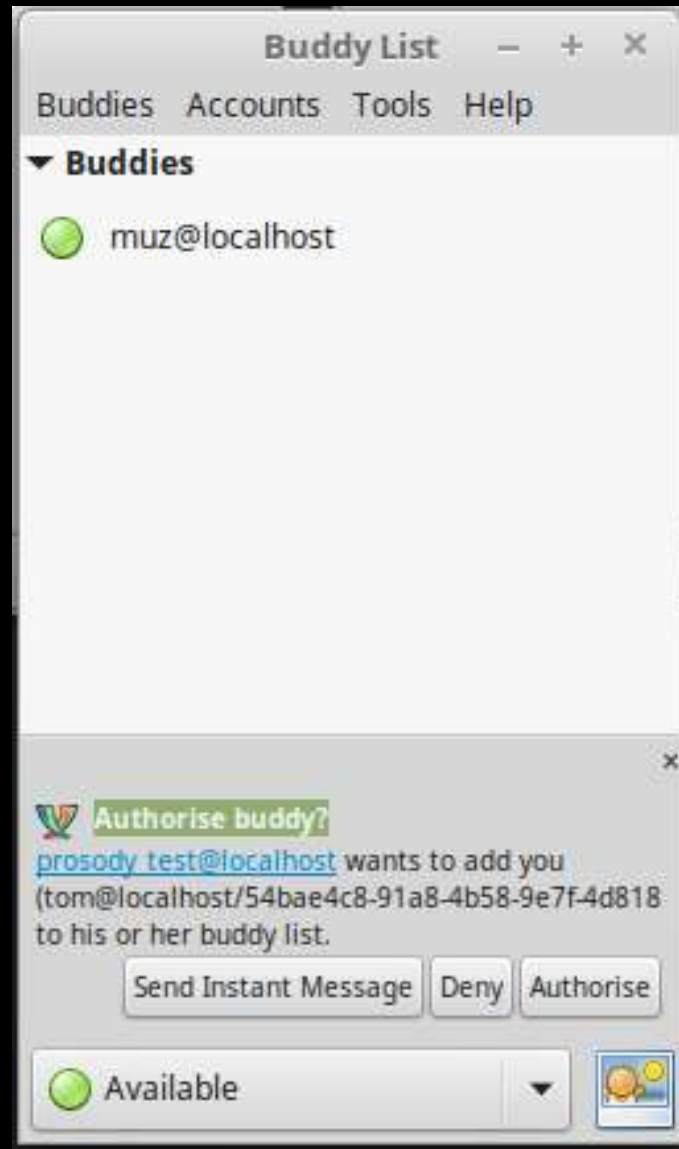 Buddy List
Buddies Accounts Tools Help
Buddies
muz@localhost
Authorise buddy?
prosody_test@localhost wants to add you
(tom@localhost/54bae4c8-91a8-4b58-9e7f-4d818
to his or her buddy list.
Send Instant Message Deny Authorise
Available